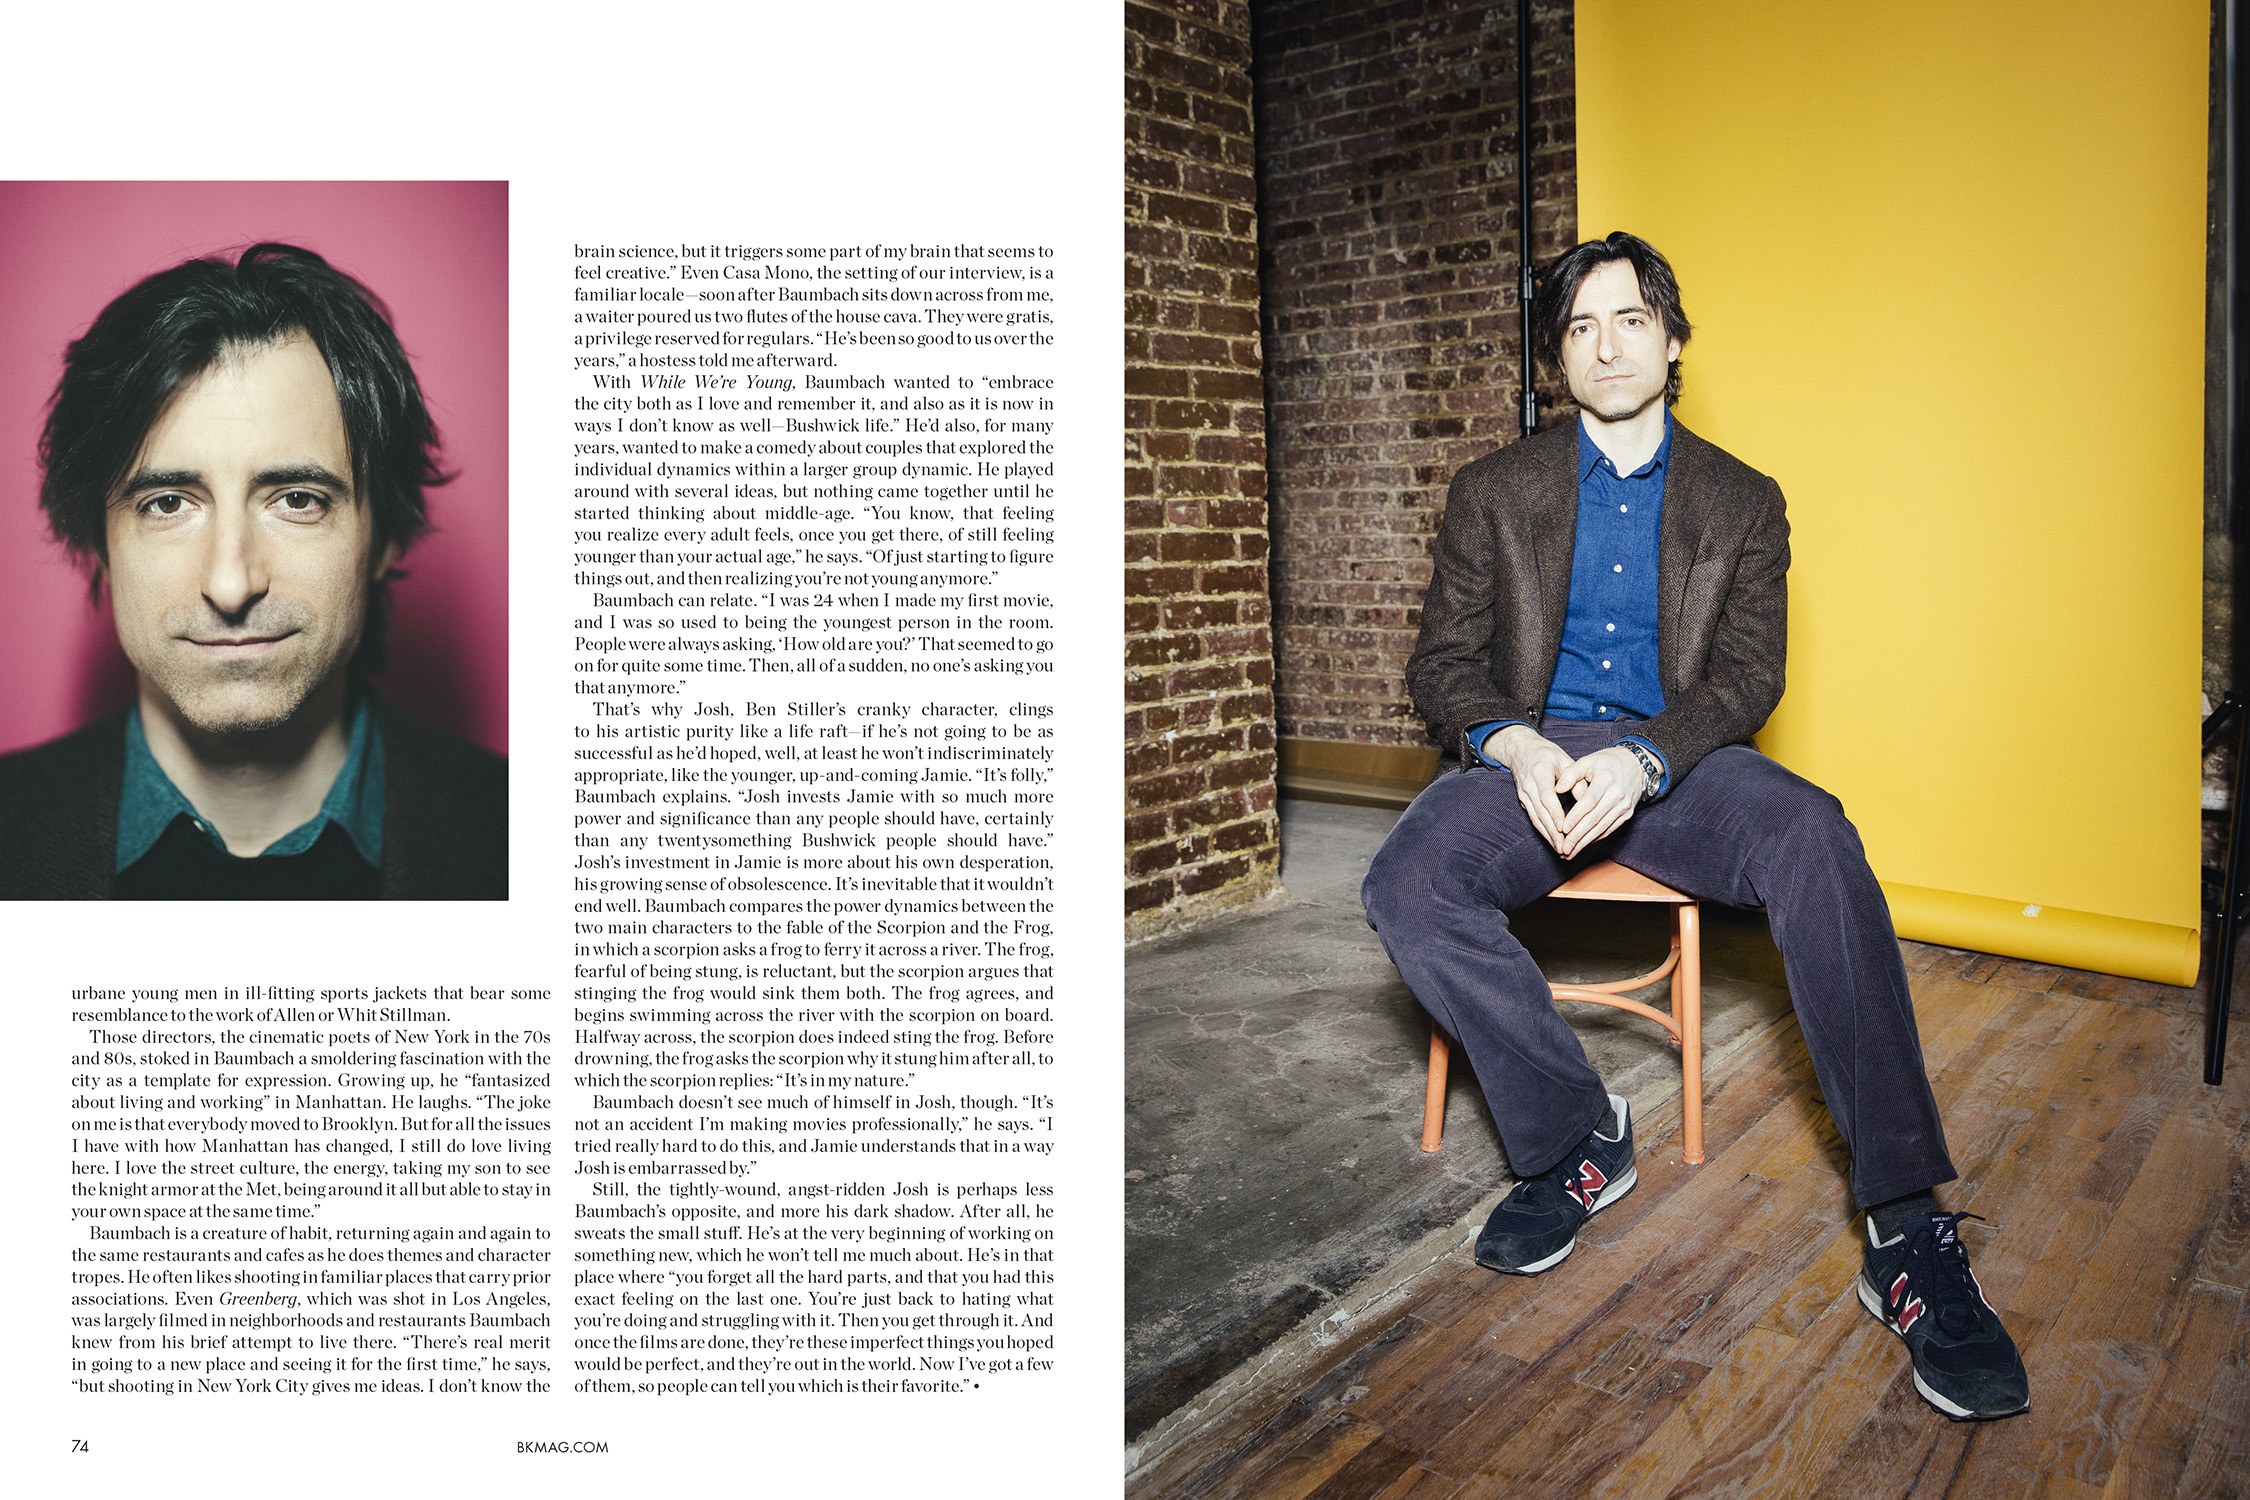 urbane young men in ill-fitting sports jackets that bear some
resemblance to the work of Allen or Whit Stillman.
Those directors, the cinematic poets of New York in the 70s
and 80s, stoked in Baumbach a smoldering fascination with the
city as a template for expression. Growing up, he “fantasized
about living and working” in Manhattan. He laughs. “The joke
on me is that everybody moved to Brooklyn. But for all the issues
I have with how Manhattan has changed, I still do love living
here. I love the street culture, the energy, taking my son to see
the knight armor at the Met, being around it all but able to stay in
your own space at the same time.”
Baumbach is a creature of habit, returning again and again to
the same restaurants and cafes as he does themes and character
tropes. He often likes shooting in familiar places that carry prior
associations. Even Greenberg, which was shot in Los Angeles,
was largely filmed in neighborhoods and restaurants Baumbach
knew from his brief attempt to live there. “There’s real merit
in going to a new place and seeing it for the first time,” he says,
“but shooting in New York City gives me ideas. I don’t know the
brain science, but it triggers some part of my brain that seems to
feel creative.” Even Casa Mono, the setting of our interview, is a
familiar locale—soon after Baumbach sits down across from me,
a waiter poured us two flutes of the house cava. They were gratis,
a privilege reserved for regulars. “He’s been so good to us over the
years,” a hostess told me afterward.
With While We’re Young, Baumbach wanted to “embrace
the city both as I love and remember it, and also as it is now in
ways I don’t know as well—Bushwick life.” He’d also, for many
years, wanted to make a comedy about couples that explored the
individual dynamics within a larger group dynamic. He played
around with several ideas, but nothing came together until he
started thinking about middle-age. “You know, that feeling
you realize every adult feels, once you get there, of still feeling
younger than your actual age,” he says. “Of just starting to figure
things out, and then realizing you’re not young anymore.”
Baumbach can relate. “I was 24 when I made my first movie,
and I was so used to being the youngest person in the room.
People were always asking, ‘How old are you?’ That seemed to go
on for quite some time. Then, all of a sudden, no one’s asking you
that anymore.”
That’s why Josh, Ben Stiller’s cranky character, clings
to his artistic purity like a life raft—if he’s not going to be as
successful as he’d hoped, well, at least he won’t indiscriminately
appropriate, like the younger, up-and-coming Jamie. “It’s folly,”
Baumbach explains. “Josh invests Jamie with so much more
power and significance than any people should have, certainly
than any twentysomething Bushwick people should have.”
Josh’s investment in Jamie is more about his own desperation,
his growing sense of obsolescence. It’s inevitable that it wouldn’t
end well. Baumbach compares the power dynamics between the
two main characters to the fable of the Scorpion and the Frog,
in which a scorpion asks a frog to ferry it across a river. The frog,
fearful of being stung, is reluctant, but the scorpion argues that
stinging the frog would sink them both. The frog agrees, and
begins swimming across the river with the scorpion on board.
Halfway across, the scorpion does indeed sting the frog. Before
drowning, the frog asks the scorpion why it stung him after all, to
which the scorpion replies: “It’s in my nature.”
Baumbach doesn’t see much of himself in Josh, though. “It’s
not an accident I’m making movies professionally,” he says. “I
tried really hard to do this, and Jamie understands that in a way
Josh is embarrassed by.”
Still, the tightly-wound, angst-ridden Josh is perhaps less
Baumbach’s opposite, and more his dark shadow. After all, he
sweats the small stuff. He’s at the very beginning of working on
something new, which he won’t tell me much about. He’s in that
place where “you forget all the hard parts, and that you had this
exact feeling on the last one. You’re just back to hating what
you’re doing and struggling with it. Then you get through it. And
once the films are done, they’re these imperfect things you hoped
would be perfect, and they’re out in the world. Now I’ve got a few
of them, so people can tell you which is their favorite.” •
74
BKMAG.COM
N
N